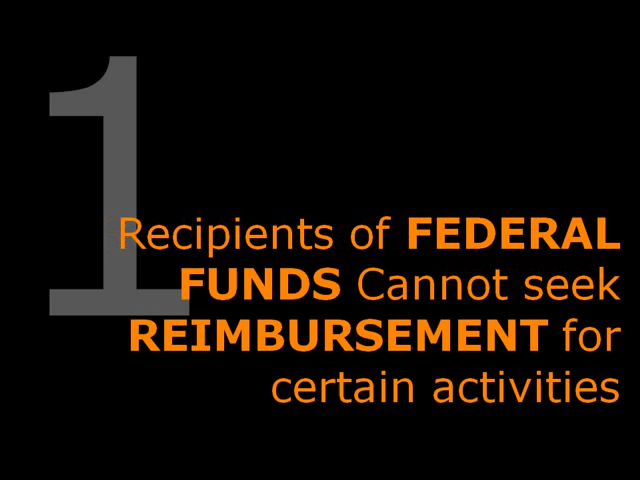 1
Recipients of FEDERAL
FUNDS Cannot seek
REIMBURSEMENT for
certain activities